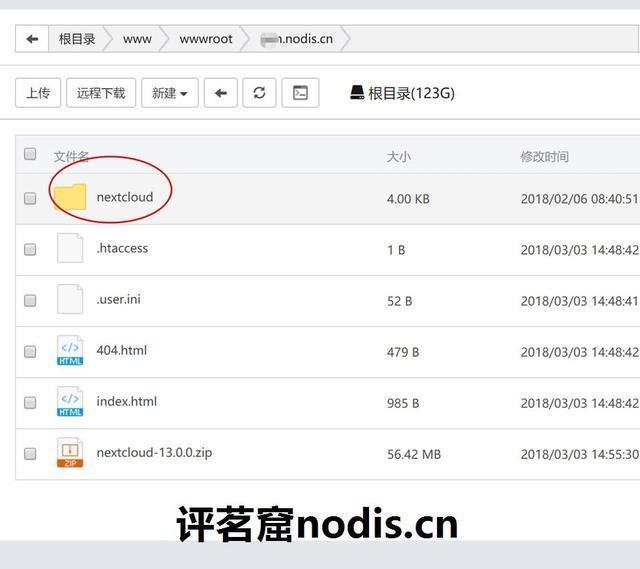 根目录 www wwwroot .nodis.cn
上传 远程下载 新建 根目录(123G)
文件名 大小 修改时间
nextcloud 4.00 KB 2018/02/06 08:40:51
.htaccess 1 B 2018/03/03 14:48:42
.user.ini 52 B 2018/03/03 14:48:41
HTML 404.html 479 B 2018/03/03 14:48:42
HTML index.html 985 B 2018/03/03 14:48:42
ZIP nextcloud-13.0.0.zip 56.42 MB 2018/03/03 14:55:30
评茗窟nodis.cn